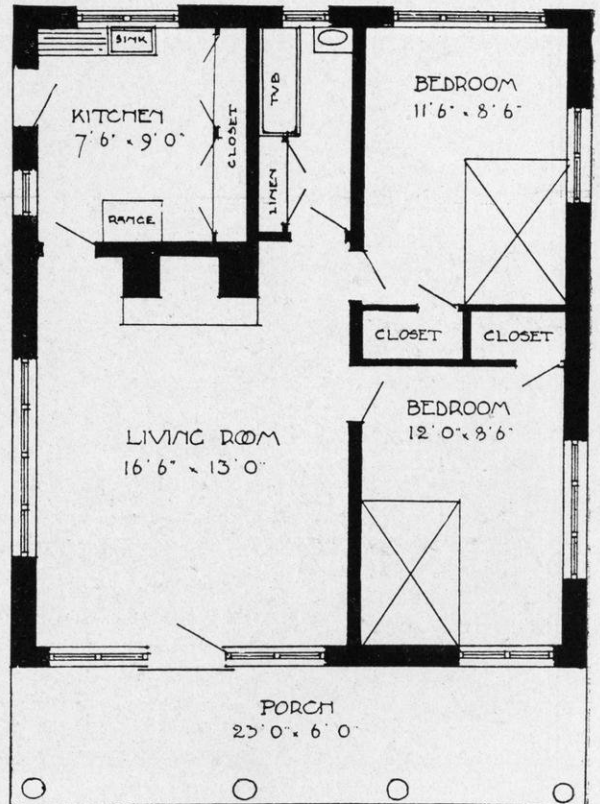 SINK
TUB
BEDROOM
11'6" x 8'6"
KITCHEN
7'6" x 9'0"
CLOSET
LINEN
RANGE
CLOSET
CLOSET
BEDROOM
12'0" x 8'6"
LIVING ROOM
16'6" x 13'0"
PORCH
23'0" x 6'0"